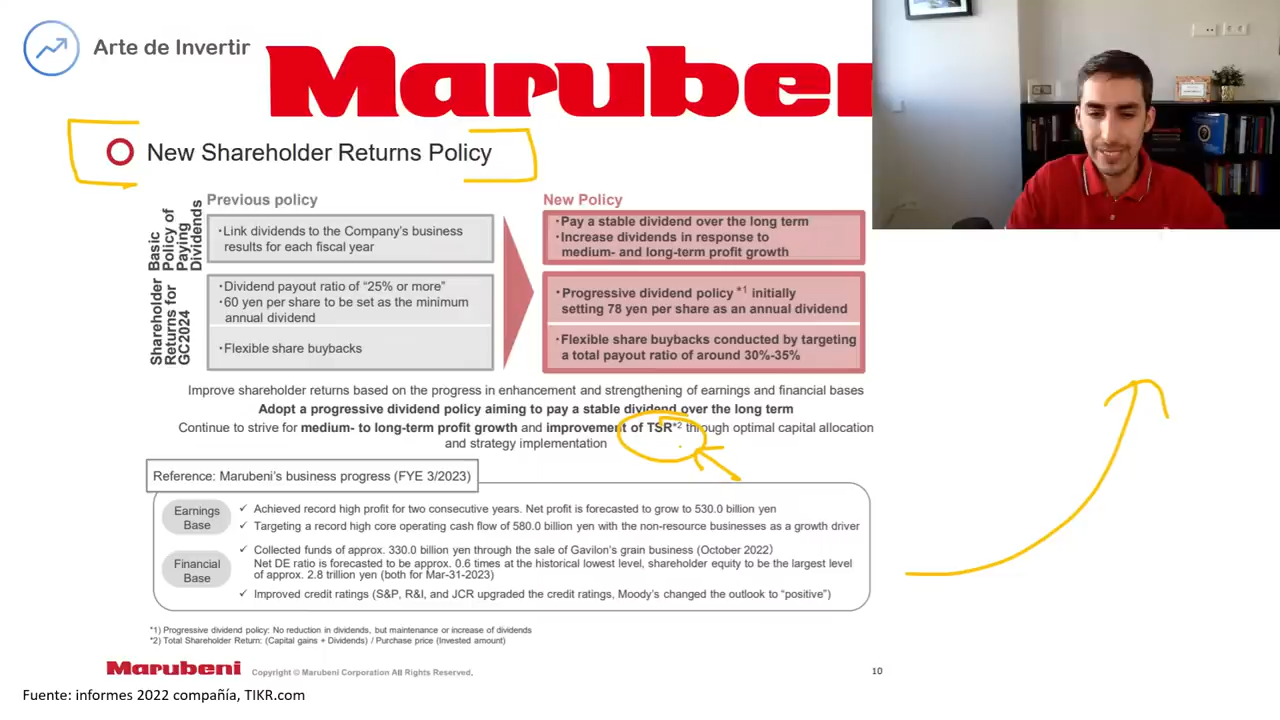 Arte de Invertir
Maruber
New Shareholder Returns Policy
Previous policy
New Policy
Basic
Policy of
Paying
Dividends
・Link dividends to the Company's business
results for each fiscal year
・Pay a stable dividend over the long term
・Increase dividends in response to
medium- and long-term profit growth
Shareholder
Returns for
GC2024
・Dividend payout ratio of "25% or more"
・60 yen per share to be set as the minimum
annual dividend
・Flexible share buybacks
・Progressive dividend policy *1 initially
setting 78 yen per share as an annual dividend
・Flexible share buybacks conducted by targeting
a total payout ratio of around 30%-35%
Improve shareholder returns based on the progress in enhancement and strengthening of earnings and financial bases
Adopt a progressive dividend policy aiming to pay a stable dividend over the long term
Continue to strive for medium- to long-term profit growth and improvement of TSR*2 through optimal capital allocation
and strategy implementation
Reference: Marubeni's business progress (FYE 3/2023)
Earnings
Base
✓ Achieved record high profit for two consecutive years. Net profit is forecasted to grow to 530.0 billion yen
✓ Targeting a record high core operating cash flow of 580.0 billion yen with the non-resource businesses as a growth driver
Financial
Base
✓ Collected funds of approx. 330.0 billion yen through the sale of Gavilon's grain business (October 2022)
Net DE ratio is forecasted to be approx. 0.6 times at the historical lowest level, shareholder equity to be the largest level
of approx. 2.8 trillion yen (both for Mar-31-2023)
✓ Improved credit ratings (S&P, R&I, and JCR upgraded the credit ratings, Moody's changed the outlook to "positive")
*1) Progressive dividend policy: No reduction in dividends, but maintenance or increase of dividends
*2) Total Shareholder Return: (Capital gains + Dividends) / Purchase price (Invested amount)
Marubeni
Copyright © Marubeni Corporation All Rights Reserved.
10
Fuente: informes 2022 compañía, TIKR.com